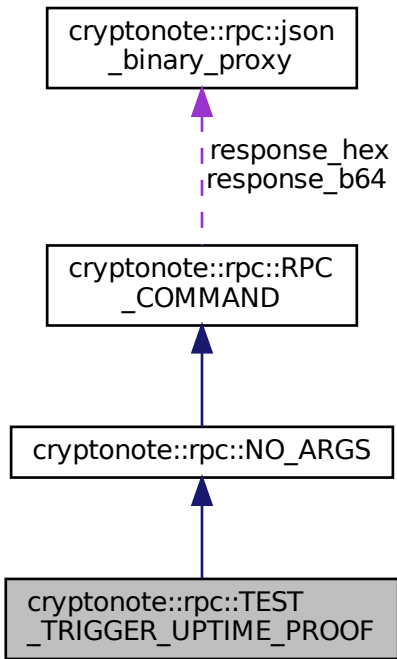 cryptonote::rpc::json
_binary_proxy
response_hex
response_b64
cryptonote::rpc::RPC
_COMMAND
cryptonote::rpc::NO_ARGS
cryptonote::rpc::TEST
_TRIGGER_UPTIME_PROOF